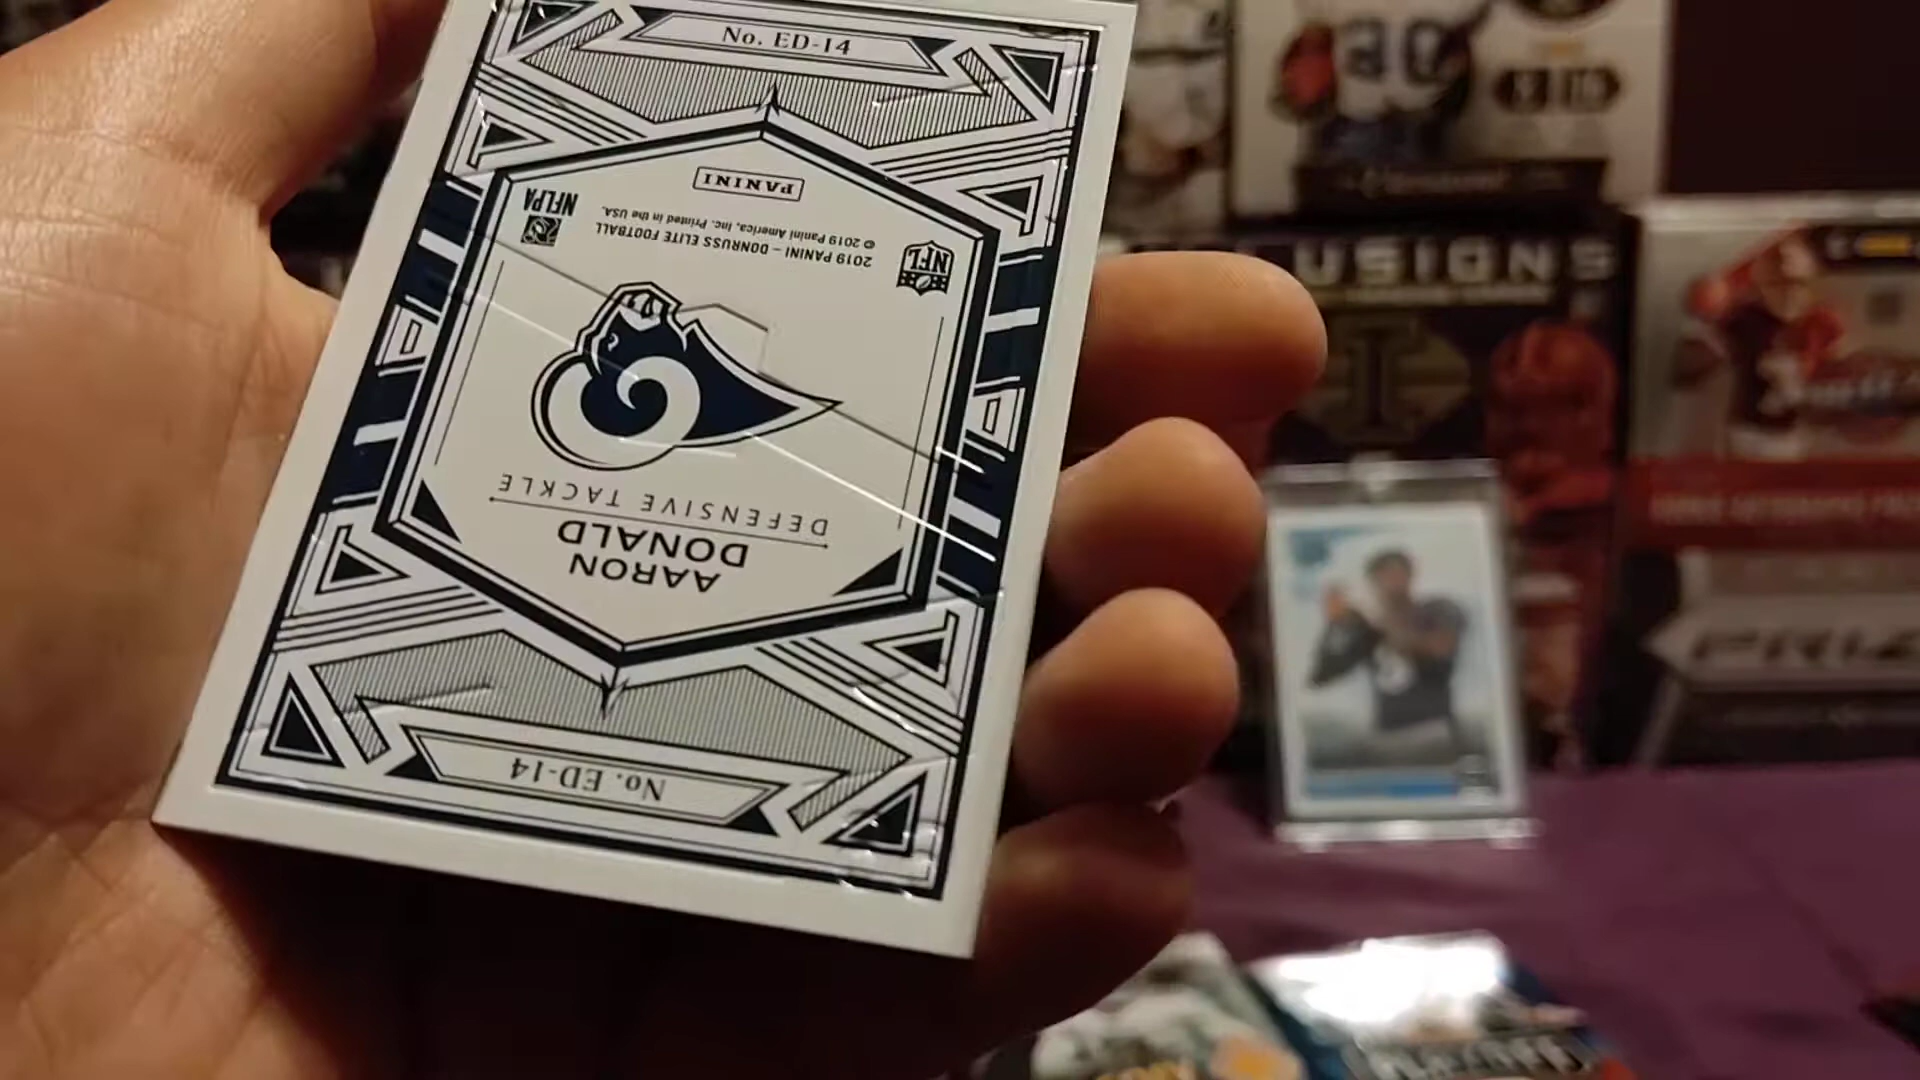 No. ED-14
PANINI
© 2019 Panini America, Inc. Printed in the USA.
2019 PANINI – DONRUSS ELITE FOOTBALL
NFLPA
NFL
DEFENSIVE TACKLE
AARON
DONALD
No. ED-14
USIONS
I
PRIZ